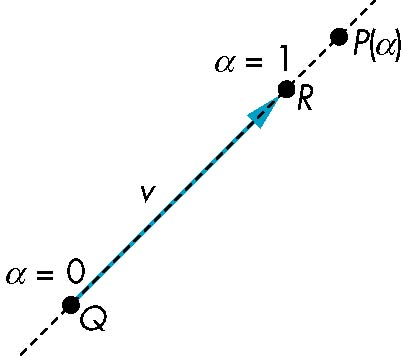 P(α)
α = 1
R
v
α = 0
Q